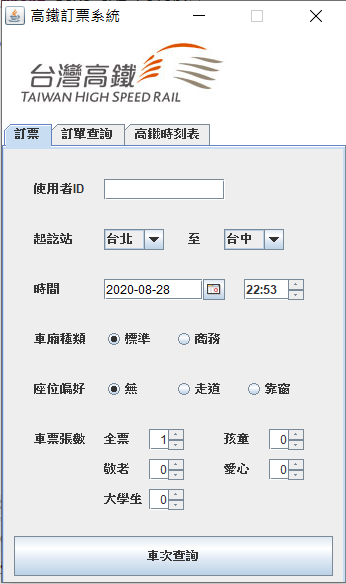 高鐵訂票系統
台灣高鐵
TAIWAN HIGH SPEED RAIL
訂票 訂單查詢 高鐵時刻表
使用者ID
起訖站 台北 至 台中
時間 2020-08-28 22:53
車廂種類 標準 商務
座位偏好 無 走道 靠窗
車票張數 全票 1 孩童 0
敬老 0 愛心 0
大學生 0
車次查詢